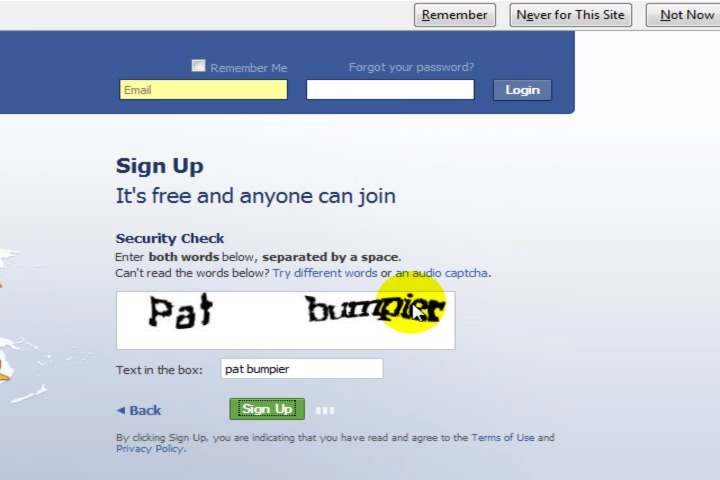 Remember Never for This Site Not Now
Remember Me Forgot your password?
Email Login
Sign Up
It's free and anyone can join
Security Check
Enter both words below, separated by a space.
Can't read the words below? Try different words or an audio captcha.
Pat bumpier
Text in the box: pat bumpier
Back Sign Up
By clicking Sign Up, you are indicating that you have read and agree to the Terms of Use and
Privacy Policy.